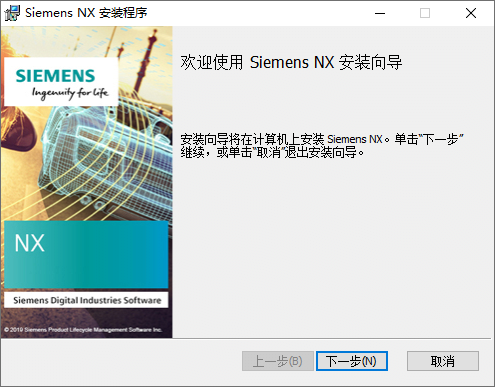 Siemens NX 安装程序
SIEMENS
Ingenuity for life
欢迎使用 Siemens NX 安装向导
安装向导将在计算机上安装 Siemens NX。单击“下一步”
继续，或单击“取消”退出安装向导。
NX
Siemens Digital Industries Software
© 2019 Siemens Product Lifecycle Management Software Inc.
上一步(B)
下一步(N)
取消